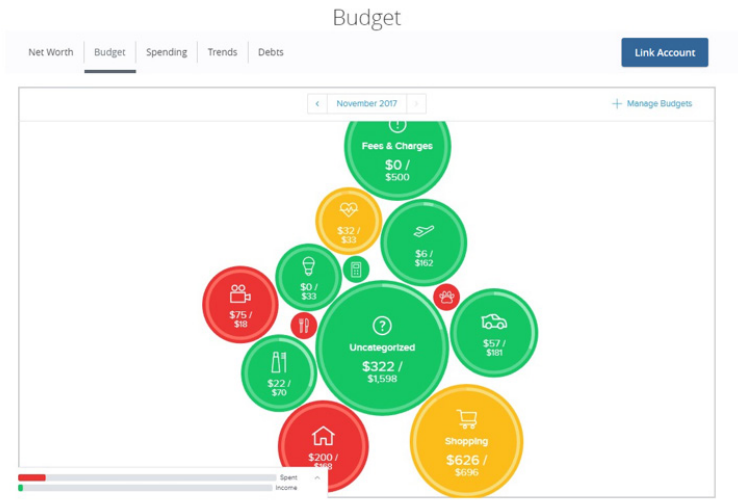 Budget
Net Worth
Budget
Spending
Trends
Debts
Link Account
November 2017
Manage Budgets
Fees & Charges
$0 /
$500
$32 /
$33
$6 /
$162
$0 /
$33
$75 /
$18
Uncategorized
$322 /
$1,598
$57 /
$181
$22 /
$70
Shopping
$626 /
$696
$200 /
$168
Spent
Income